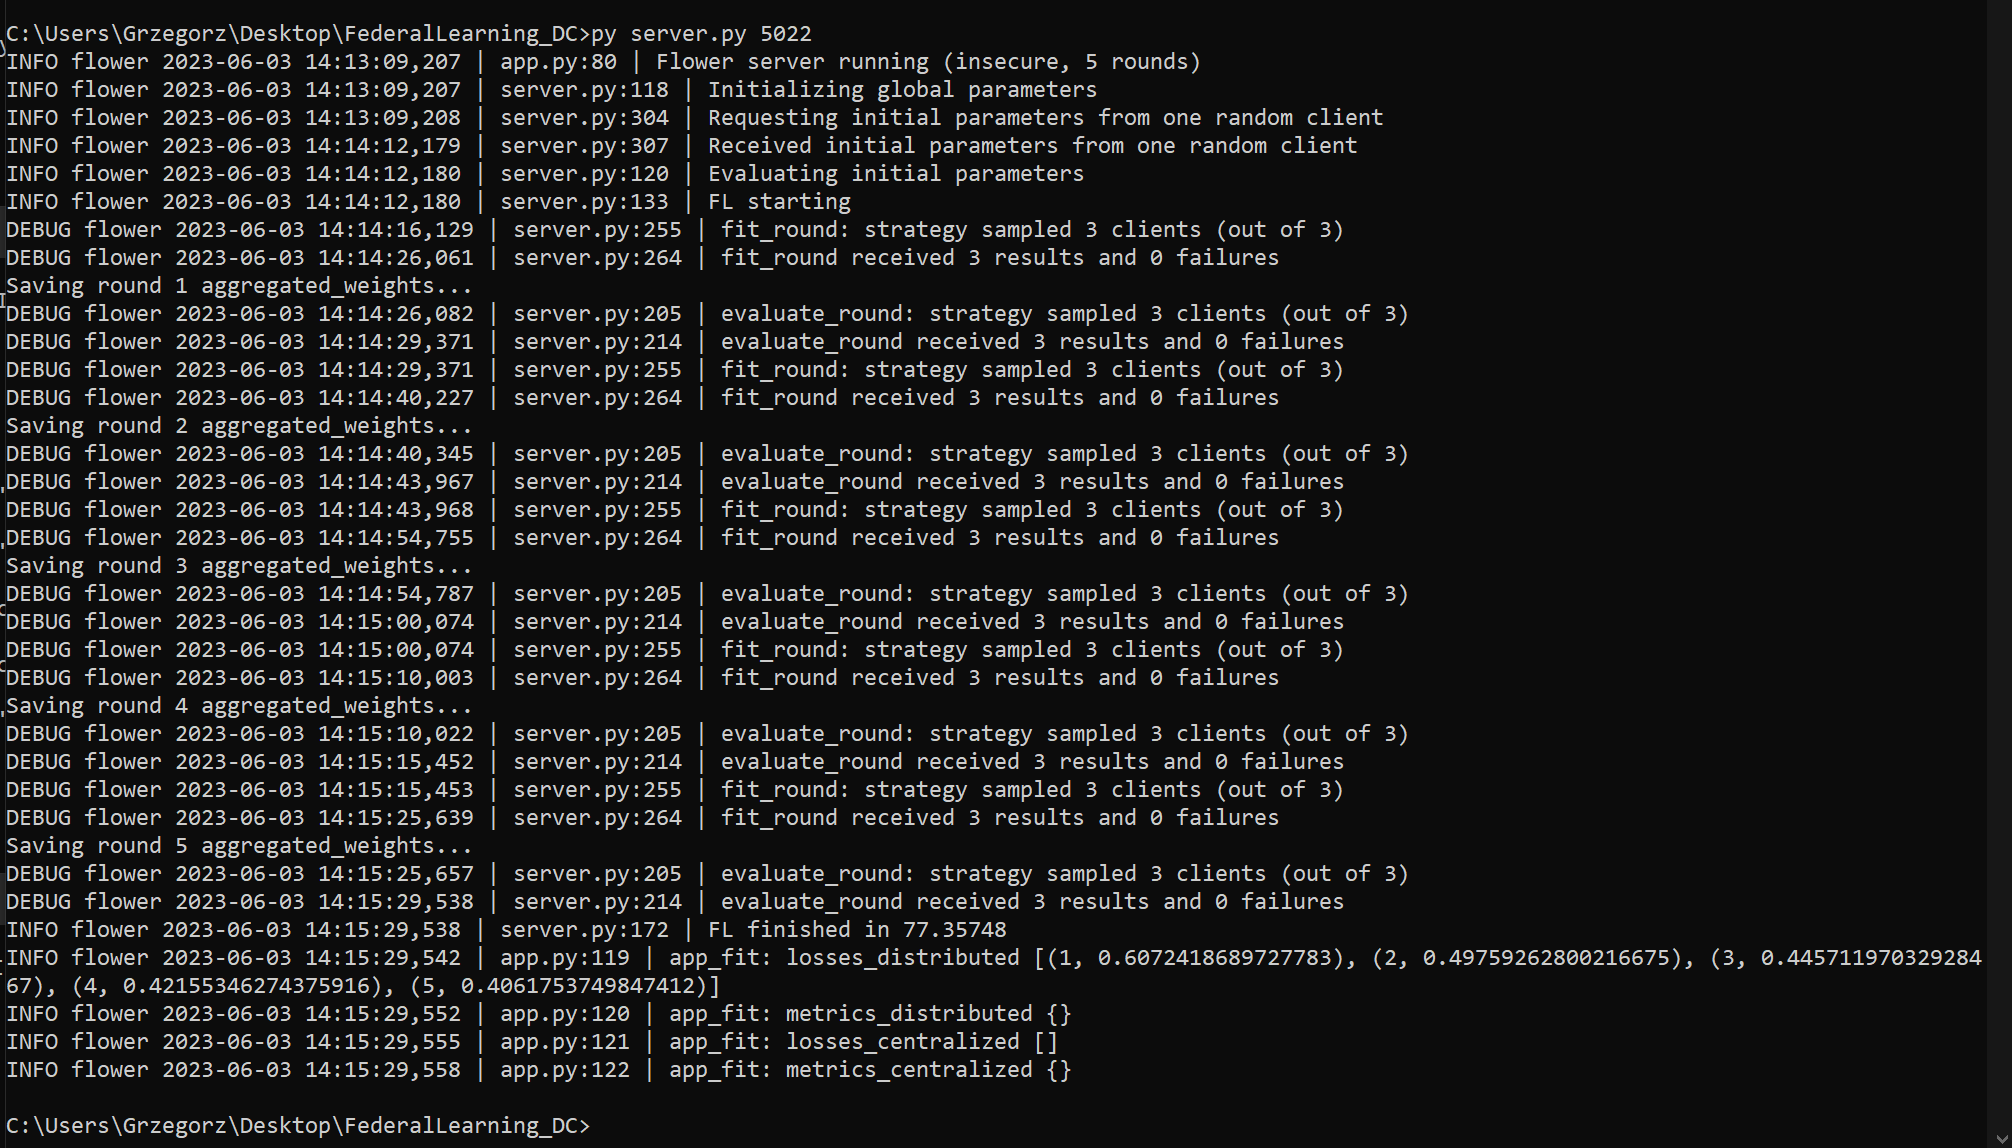 C:\Users\Grzegorz\Desktop\FederalLearning_DC>py server.py 5022
INFO flower 2023-06-03 14:13:09,207 | app.py:80 | Flower server running (insecure, 5 rounds)
INFO flower 2023-06-03 14:13:09,207 | server.py:118 | Initializing global parameters
INFO flower 2023-06-03 14:13:09,208 | server.py:304 | Requesting initial parameters from one random client
INFO flower 2023-06-03 14:14:12,179 | server.py:307 | Received initial parameters from one random client
INFO flower 2023-06-03 14:14:12,180 | server.py:120 | Evaluating initial parameters
INFO flower 2023-06-03 14:14:12,180 | server.py:133 | FL starting
DEBUG flower 2023-06-03 14:14:16,129 | server.py:255 | fit_round: strategy sampled 3 clients (out of 3)
DEBUG flower 2023-06-03 14:14:26,061 | server.py:264 | fit_round received 3 results and 0 failures
Saving round 1 aggregated_weights...
DEBUG flower 2023-06-03 14:14:26,082 | server.py:205 | evaluate_round: strategy sampled 3 clients (out of 3)
DEBUG flower 2023-06-03 14:14:29,371 | server.py:214 | evaluate_round received 3 results and 0 failures
DEBUG flower 2023-06-03 14:14:29,371 | server.py:255 | fit_round: strategy sampled 3 clients (out of 3)
DEBUG flower 2023-06-03 14:14:40,227 | server.py:264 | fit_round received 3 results and 0 failures
Saving round 2 aggregated_weights...
DEBUG flower 2023-06-03 14:14:40,345 | server.py:205 | evaluate_round: strategy sampled 3 clients (out of 3)
DEBUG flower 2023-06-03 14:14:43,967 | server.py:214 | evaluate_round received 3 results and 0 failures
DEBUG flower 2023-06-03 14:14:43,968 | server.py:255 | fit_round: strategy sampled 3 clients (out of 3)
DEBUG flower 2023-06-03 14:14:54,755 | server.py:264 | fit_round received 3 results and 0 failures
Saving round 3 aggregated_weights...
DEBUG flower 2023-06-03 14:14:54,787 | server.py:205 | evaluate_round: strategy sampled 3 clients (out of 3)
DEBUG flower 2023-06-03 14:15:00,074 | server.py:214 | evaluate_round received 3 results and 0 failures
DEBUG flower 2023-06-03 14:15:00,074 | server.py:255 | fit_round: strategy sampled 3 clients (out of 3)
DEBUG flower 2023-06-03 14:15:10,003 | server.py:264 | fit_round received 3 results and 0 failures
Saving round 4 aggregated_weights...
DEBUG flower 2023-06-03 14:15:10,022 | server.py:205 | evaluate_round: strategy sampled 3 clients (out of 3)
DEBUG flower 2023-06-03 14:15:15,452 | server.py:214 | evaluate_round received 3 results and 0 failures
DEBUG flower 2023-06-03 14:15:15,453 | server.py:255 | fit_round: strategy sampled 3 clients (out of 3)
DEBUG flower 2023-06-03 14:15:25,639 | server.py:264 | fit_round received 3 results and 0 failures
Saving round 5 aggregated_weights...
DEBUG flower 2023-06-03 14:15:25,657 | server.py:205 | evaluate_round: strategy sampled 3 clients (out of 3)
DEBUG flower 2023-06-03 14:15:29,538 | server.py:214 | evaluate_round received 3 results and 0 failures
INFO flower 2023-06-03 14:15:29,538 | server.py:172 | FL finished in 77.35748
INFO flower 2023-06-03 14:15:29,542 | app.py:119 | app_fit: losses_distributed [(1, 0.6072418689727783), (2, 0.49759262800216675), (3, 0.445711970329284
67), (4, 0.42155346274375916), (5, 0.4061753749847412)]
INFO flower 2023-06-03 14:15:29,552 | app.py:120 | app_fit: metrics_distributed {}
INFO flower 2023-06-03 14:15:29,555 | app.py:121 | app_fit: losses_centralized []
INFO flower 2023-06-03 14:15:29,558 | app.py:122 | app_fit: metrics_centralized {}
C:\Users\Grzegorz\Desktop\FederalLearning_DC>